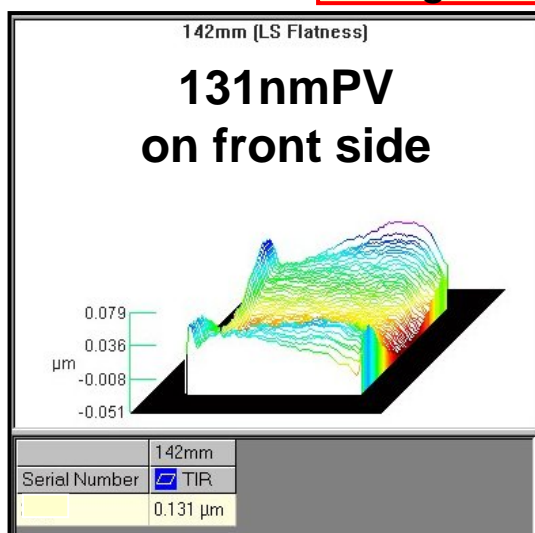 142mm (LS Flatness)
131nmPV
on front side
0.079
0.036
µm
-0.008
-0.051
142mm
Serial Number TIR
0.131 µm